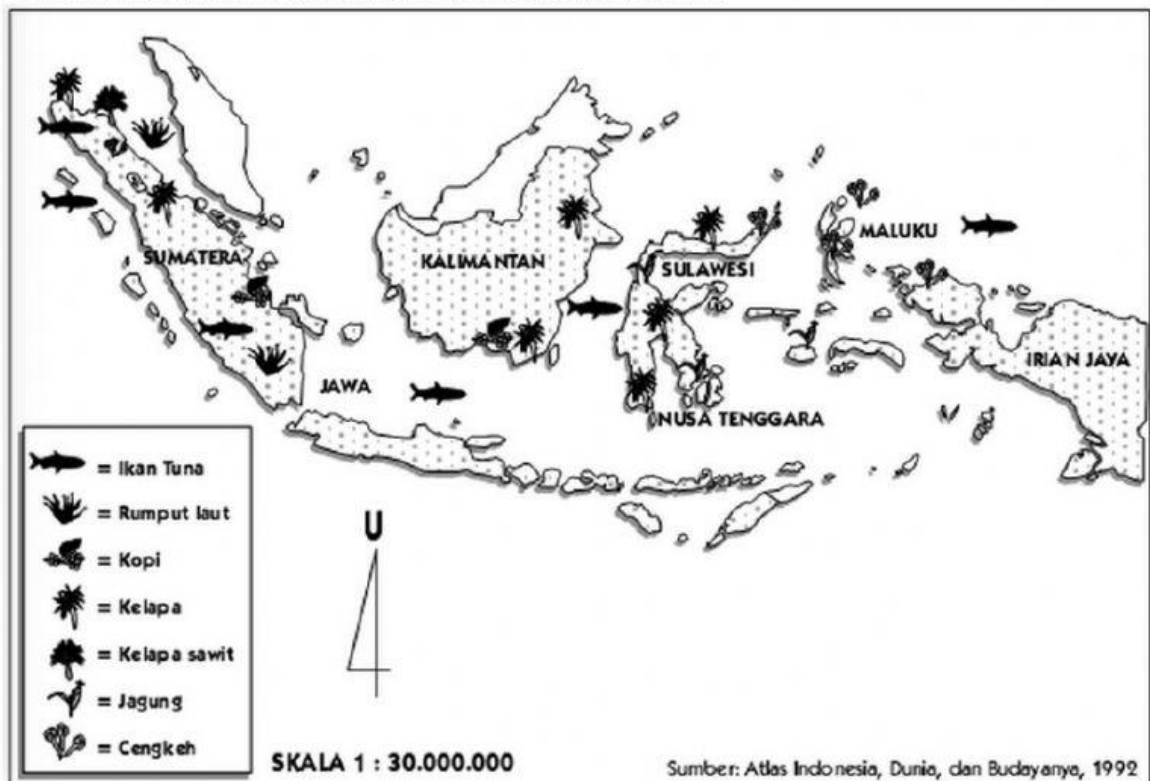 SUMATERA
KALIMANTAN
SULAWESI
MALUKU
IRIAN JAYA
JAWA
NUSA TENGGARA
= Ikan Tuna
= Rumput laut
= Kopi
= Kelapa
= Kelapa sawit
= Jagung
= Cengkeh
U
SKALA 1 : 30.000.000
Sumber: Atlas Indonesia, Dunia, dan Budayanya, 1992